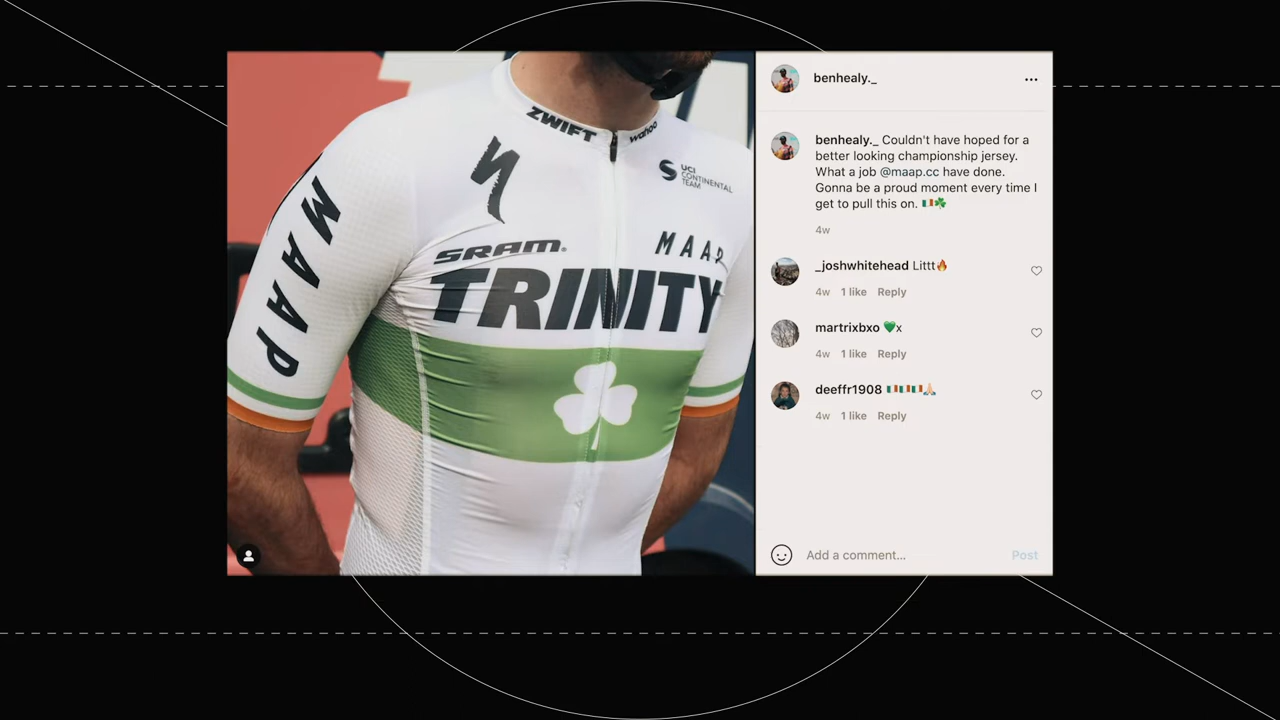 ZWIFT
wahoo
UCI
CONTINENTAL
TEAM
SRAM
MAAP
MAAP
TRINITY
benhealy._
benhealy._ Couldn't have hoped for a
better looking championship jersey.
What a job @maap.cc have done.
Gonna be a proud moment every time I
get to pull this on. 🇮🇪☘️
4w
_joshwhitehead Littt🔥
4w 1 like Reply
martrixbxo 💚x
4w 1 like Reply
deeffr1908 🇮🇪🇮🇪🇮🇪🙏🏻
4w 1 like Reply
Add a comment...
Post